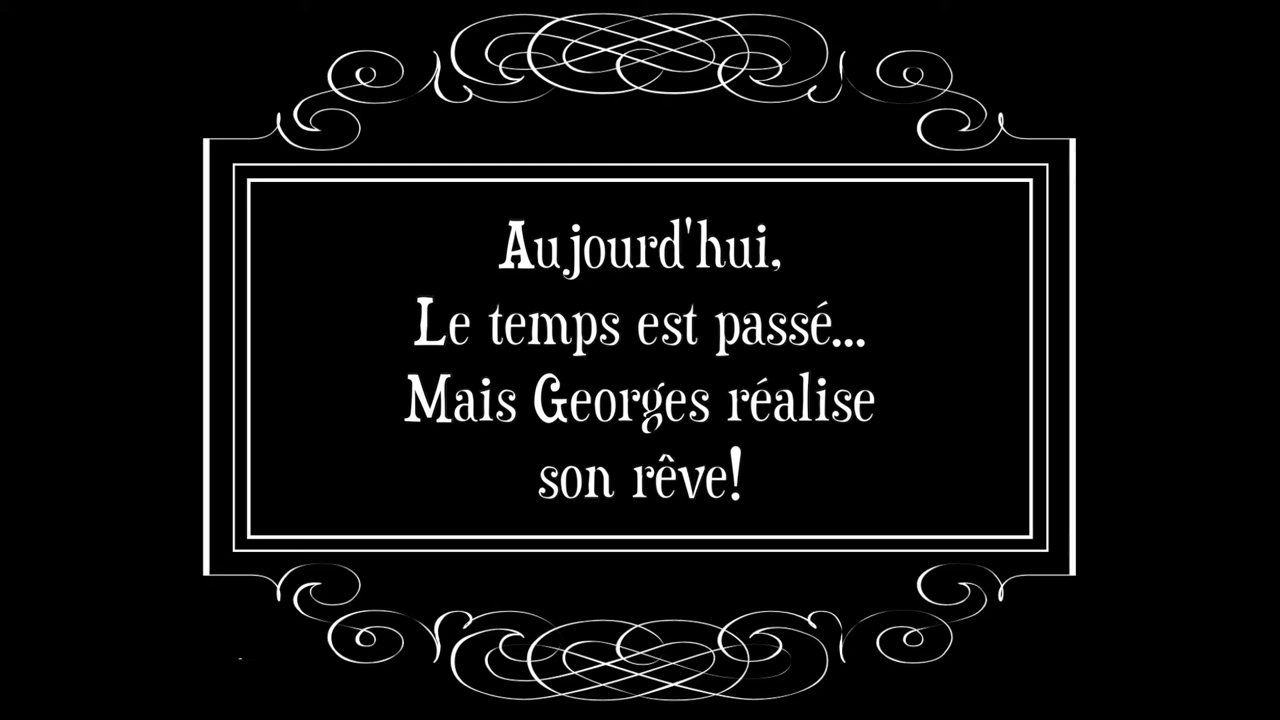 Aujourd'hui,
Le temps est passé...
Mais Georges réalise
son rêve!